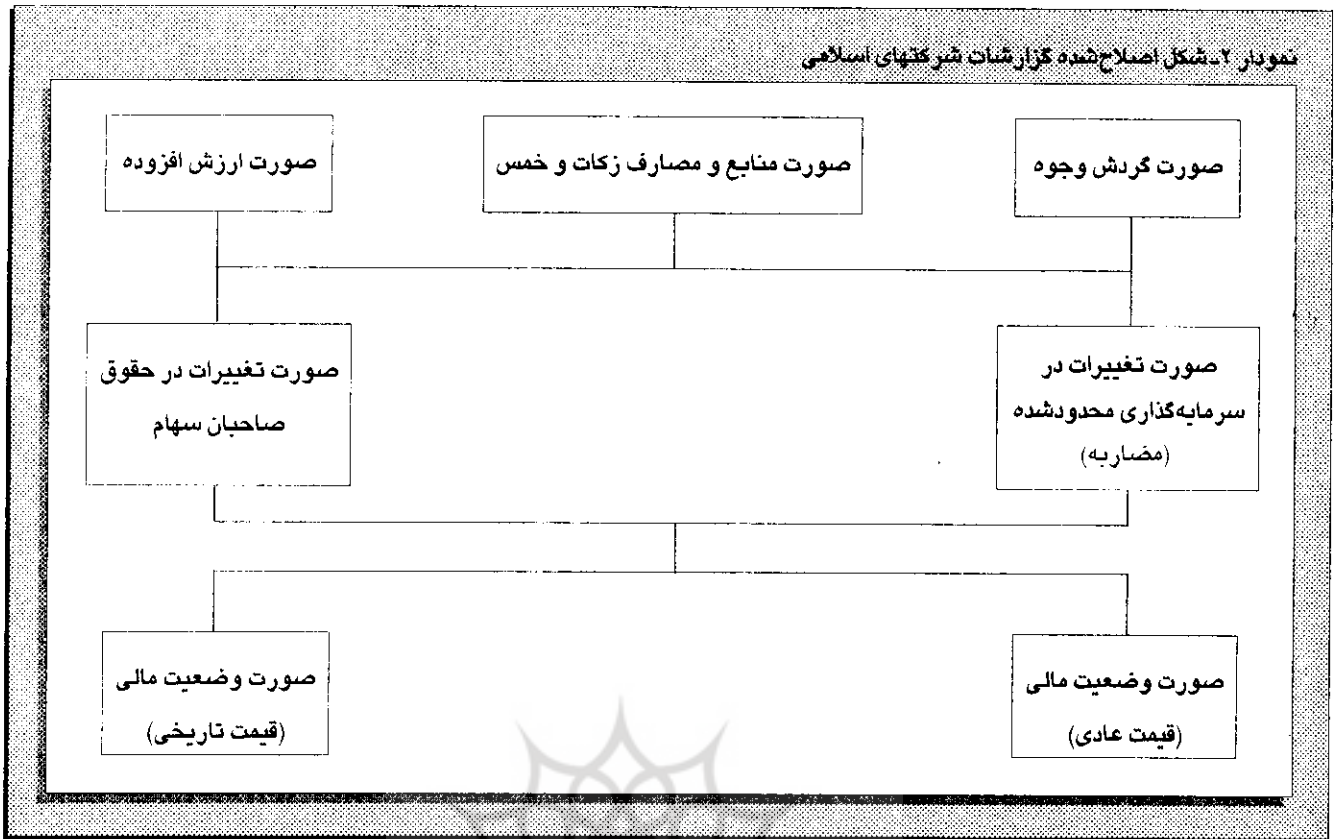 نمودار ۲ـ شکل اصلاح‌شده گزارشات شرکتهای اسلامی
صورت گردش وجوه
صورت منابع و مصارف زکات و خمس
صورت ارزش افزوده
صورت تغییرات در
سرمایه‌گذاری محدودشده
(مضاربه)
صورت تغییرات در حقوق
صاحبان سهام
صورت وضعیت مالی
(قیمت عادی)
صورت وضعیت مالی
(قیمت تاریخی)